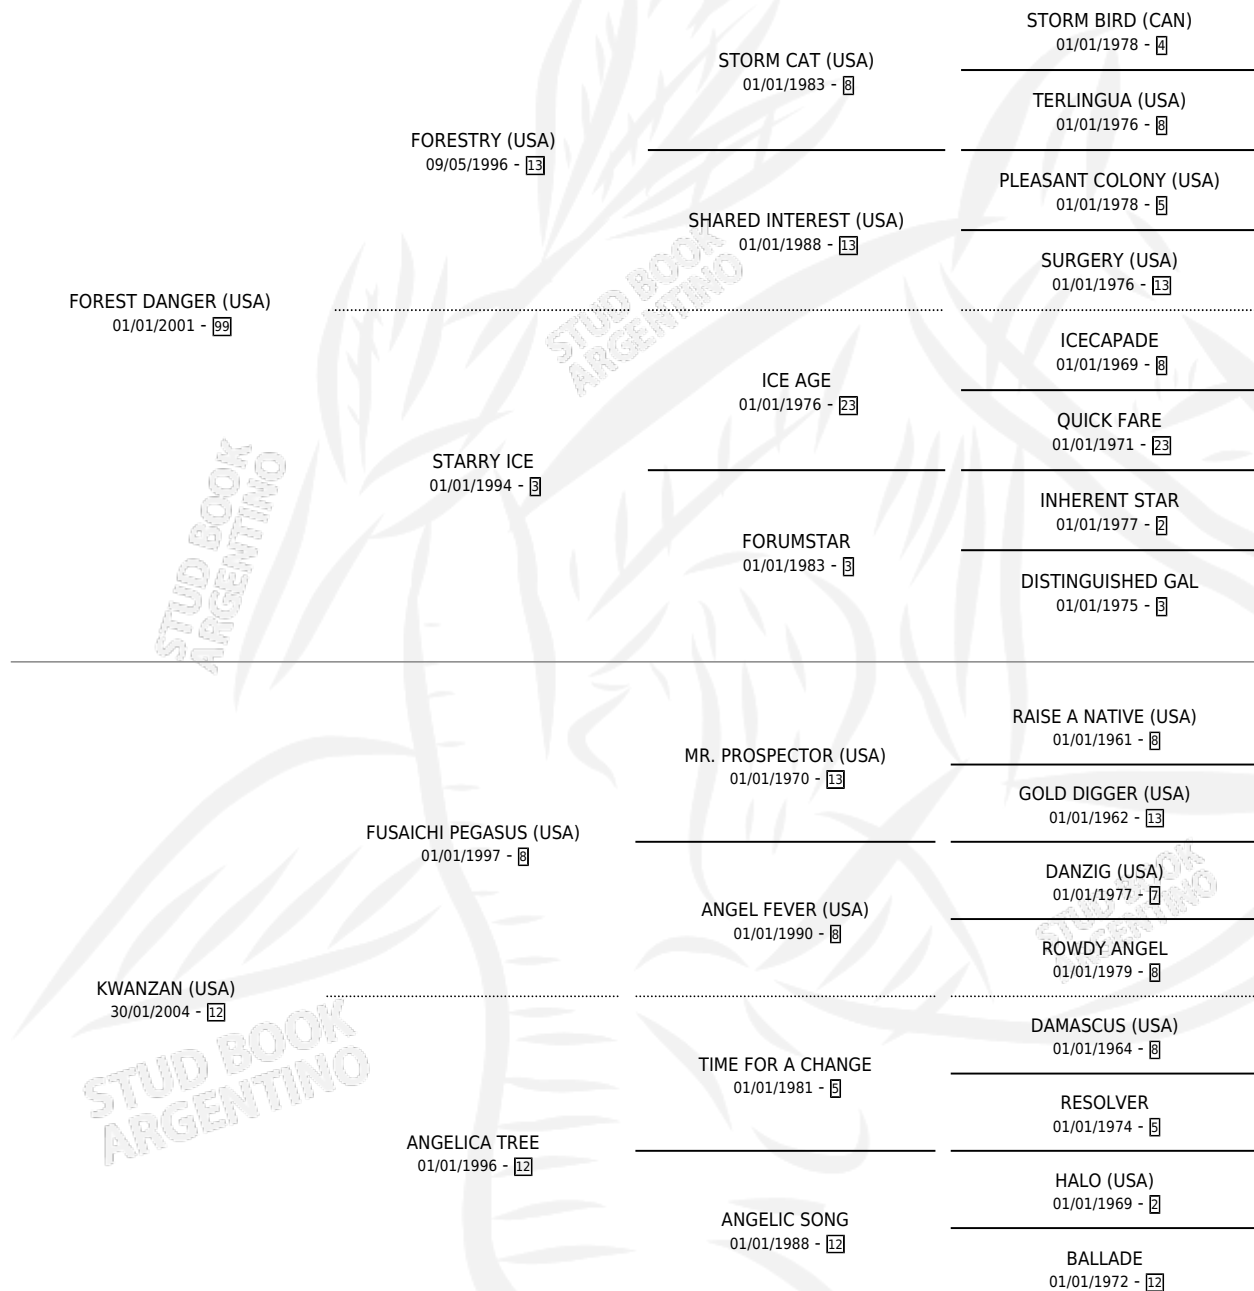 STORM BIRD (CAN)
01/01/1978 - 4
STORM CAT (USA)
01/01/1983 - 8
TERLINGUA (USA)
01/01/1976 - 8
FORESTRY (USA)
09/05/1996 - 13
PLEASANT COLONY (USA)
01/01/1978 - 5
SHARED INTEREST (USA)
01/01/1988 - 13
SURGERY (USA)
01/01/1976 - 13
FOREST DANGER (USA)
01/01/2001 - 99
ICECAPADE
01/01/1969 - 8
ICE AGE
01/01/1976 - 23
QUICK FARE
01/01/1971 - 23
STARRY ICE
01/01/1994 - 3
INHERENT STAR
01/01/1977 - 2
FORUMSTAR
01/01/1983 - 3
DISTINGUISHED GAL
01/01/1975 - 3
RAISE A NATIVE (USA)
01/01/1961 - 8
MR. PROSPECTOR (USA)
01/01/1970 - 13
GOLD DIGGER (USA)
01/01/1962 - 13
FUSAICHI PEGASUS (USA)
01/01/1997 - 8
DANZIG (USA)
01/01/1977 - 7
ANGEL FEVER (USA)
01/01/1990 - 8
ROWDY ANGEL
01/01/1979 - 8
KWANZAN (USA)
30/01/2004 - 12
DAMASCUS (USA)
01/01/1964 - 8
TIME FOR A CHANGE
01/01/1981 - 5
RESOLVER
01/01/1974 - 5
ANGELICA TREE
01/01/1996 - 12
HALO (USA)
01/01/1969 - 2
ANGELIC SONG
01/01/1988 - 12
BALLADE
01/01/1972 - 12
STUD BOOK
ARGENTINO
STUD BOOK
ARGENTINO
STUD BOOK
ARGENTINO
STUD BOOK
ARGENTINO